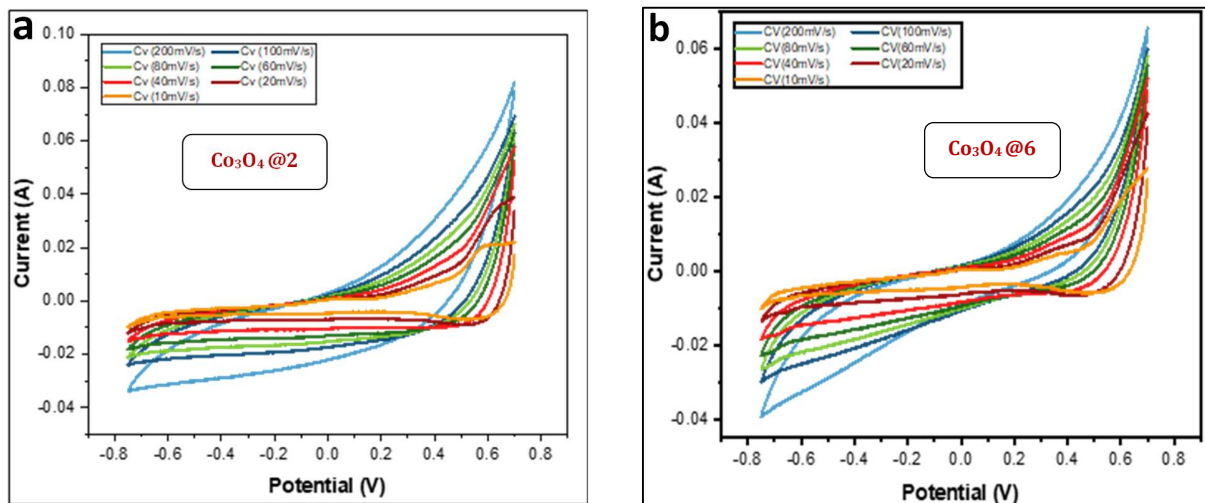 a
0.10
0.08
0.06
0.04
0.02
0.00
-0.02
-0.04
Current (A)
Cv (200mV/s) Cv (100mV/s)
Cv (80mV/s) Cv (60mV/s)
Cv (40mV/s) Cv (20mV/s)
Cv (10mV/s)
Co₃O₄ @2
-0.8 -0.6 -0.4 -0.2 0.0 0.2 0.4 0.6 0.8
Potential (V)
b
0.06
0.04
0.02
0.00
-0.02
-0.04
Current (A)
CV(200mV/s) CV(100mV/s)
CV(80mV/s) CV(60mV/s)
CV(40mV/s) CV(20mV/s)
CV(10mV/s)
Co₃O₄ @6
-0.8 -0.6 -0.4 -0.2 0.0 0.2 0.4 0.6 0.8
Potential (V)